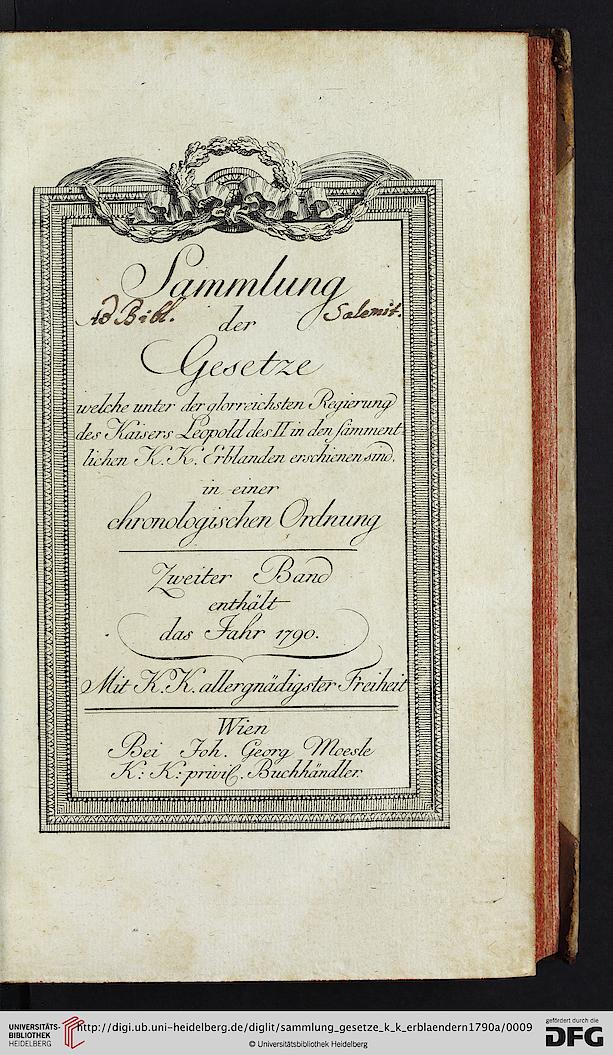 Sammlung
ad Bibl. Salemit.
der
Gesetze
welche unter der glorreichsten Regierung
des Kaisers Leopold des II in den sämment
lichen K. K. Erblanden erschienen sind.
in einer
chronologischen Ordnung
Zweiter Band
enthält
das Jahr 1790.
Mit K. K. allergnädigster Freiheit
Wien
Bei Joh. Georg Moesle
K: K: privil. Buchhändler.
UNIVERSITÄTS-
BIBLIOTHEK
HEIDELBERG
http://digi.ub.uni-heidelberg.de/diglit/sammlung_gesetze_k_k_erblaendern1790a/0009
© Universitätsbibliothek Heidelberg
gefördert durch die
DFG